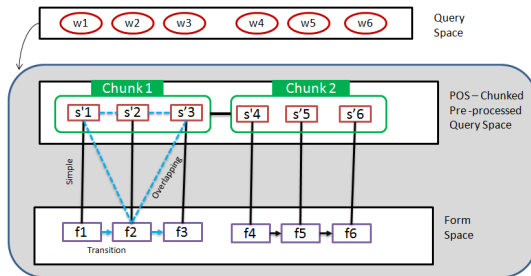 w1 w2 w3 w4 w5 w6
Query
Space
Chunk 1 Chunk 2
s'1 s'2 s'3 s'4 s'5 s'6
POS – Chunked
Pre-processed
Query Space
Simple
Overlapping
f1 f2 f3 f4 f5 f6
Transition
Form
Space